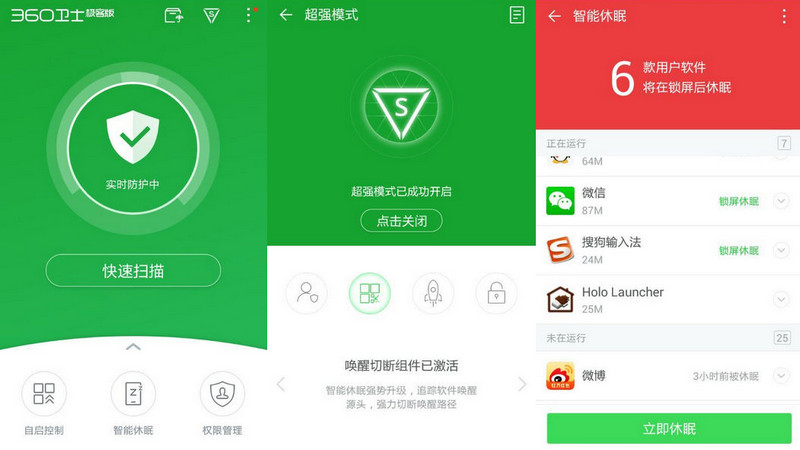 360卫士极客版
实时防护中
快速扫描
自启控制
智能休眠
权限管理
超强模式
S
超强模式已成功开启
点击关闭
唤醒切断组件已激活
智能休眠强势升级，追踪软件唤醒
源头，强力切断唤醒路径
智能休眠
6 款用户软件
将在锁屏后休眠
正在运行 7
64M
微信
87M
锁屏休眠
搜狗输入法
24M
锁屏休眠
Holo Launcher
25M
未在运行 25
微博
3小时前被休眠
立即休眠